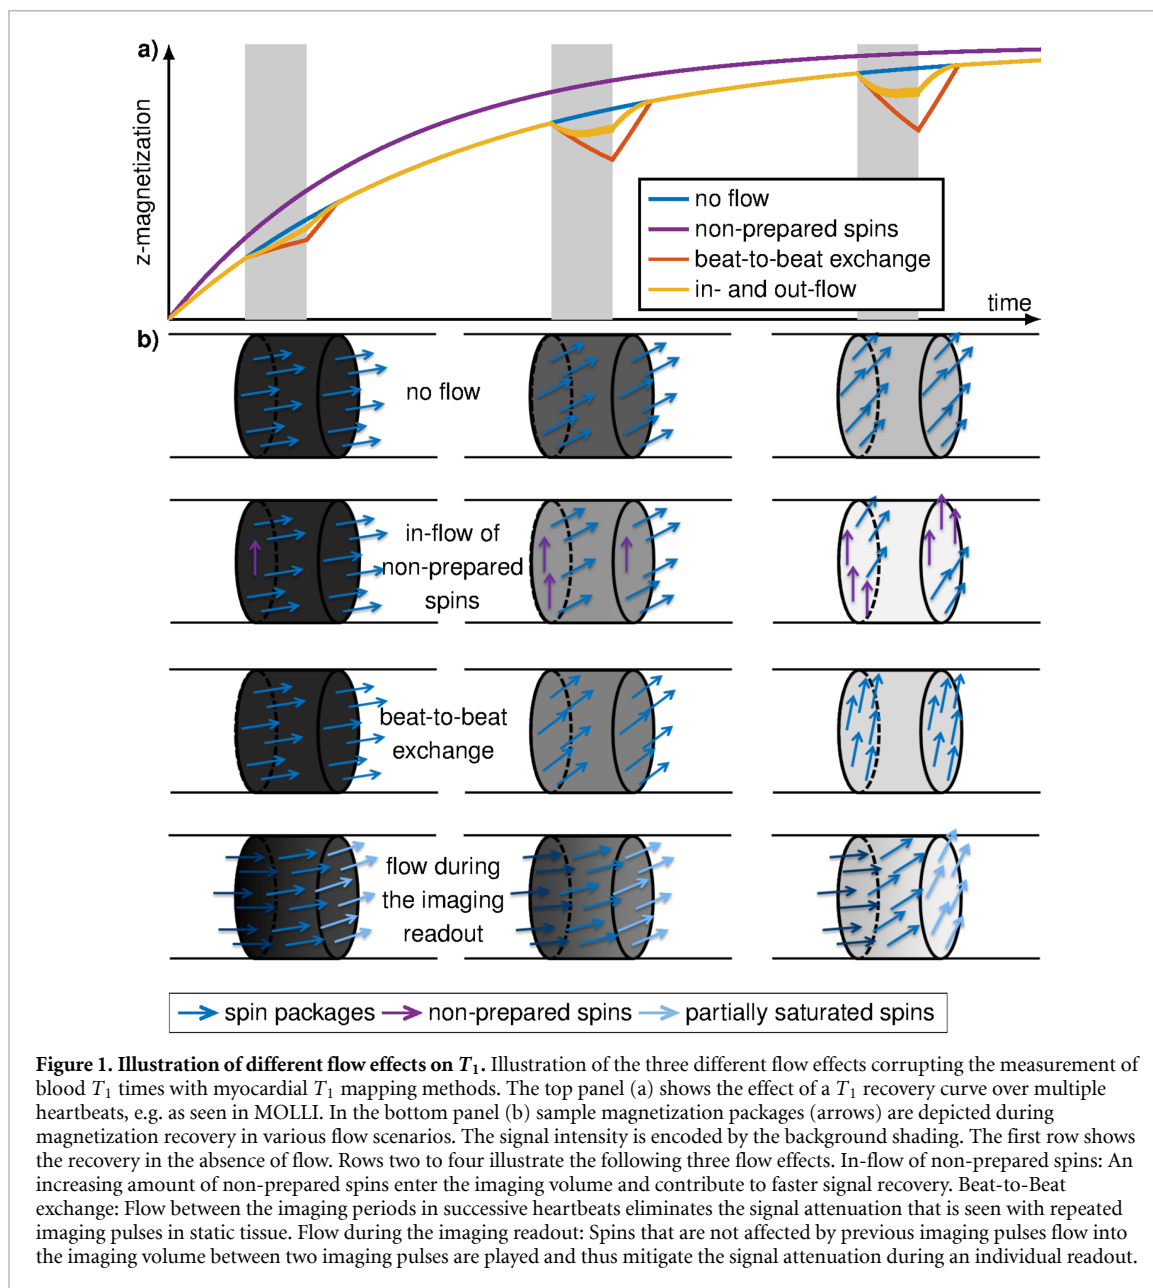 a)
z-magnetization
no flow
non-prepared spins
beat-to-beat exchange
in- and out-flow
time
b)
no flow
in-flow of
non-prepared
spins
beat-to-beat
exchange
flow during
the imaging
readout
spin packages
non-prepared spins
partially saturated spins
Figure 1. Illustration of different flow effects on T1. Illustration of the three different flow effects corrupting the measurement of
blood T1 times with myocardial T1 mapping methods. The top panel (a) shows the effect of a T1 recovery curve over multiple
heartbeats, e.g. as seen in MOLLI. In the bottom panel (b) sample magnetization packages (arrows) are depicted during
magnetization recovery in various flow scenarios. The signal intensity is encoded by the background shading. The first row shows
the recovery in the absence of flow. Rows two to four illustrate the following three flow effects. In-flow of non-prepared spins: An
increasing amount of non-prepared spins enter the imaging volume and contribute to faster signal recovery. Beat-to-Beat
exchange: Flow between the imaging periods in successive heartbeats eliminates the signal attenuation that is seen with repeated
imaging pulses in static tissue. Flow during the imaging readout: Spins that are not affected by previous imaging pulses flow into
the imaging volume between two imaging pulses are played and thus mitigate the signal attenuation during an individual readout.